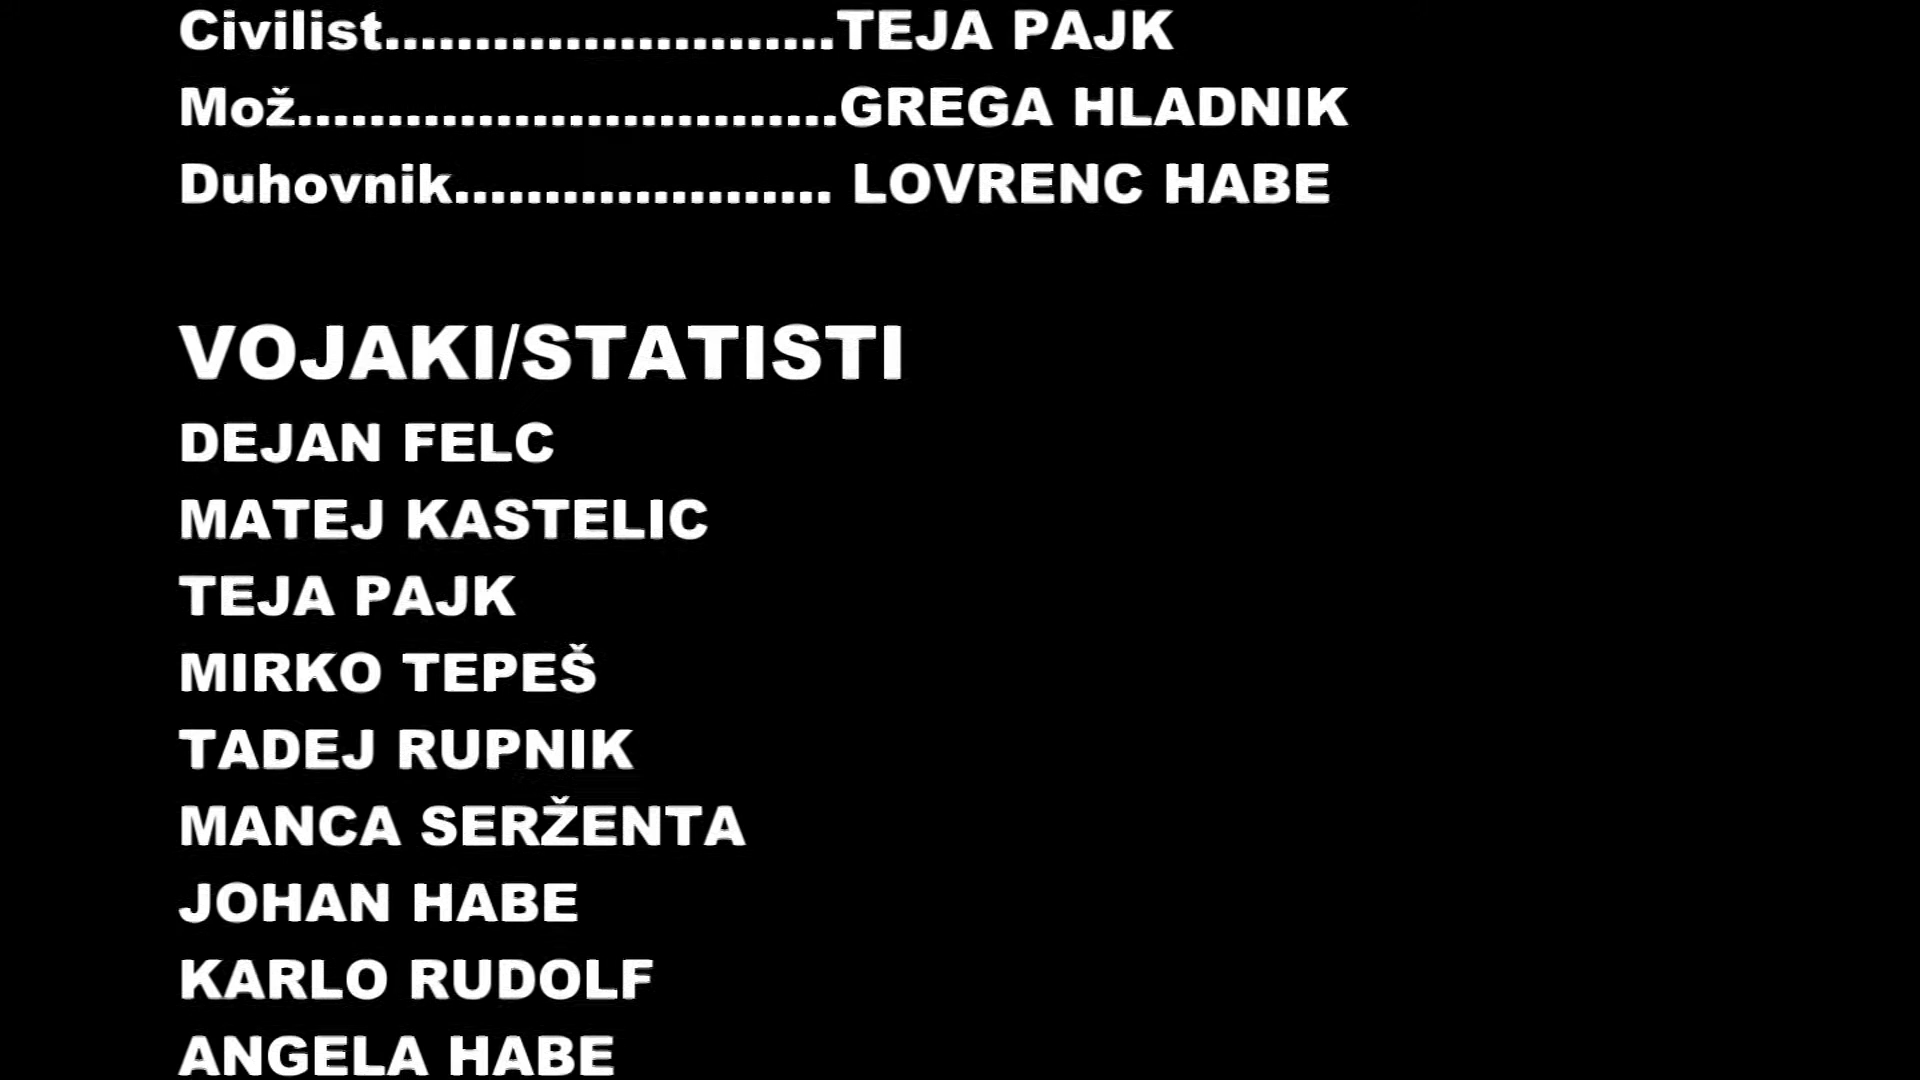 Civilist.........................TEJA PAJK
Mož..............................GREGA HLADNIK
Duhovnik..................... LOVRENC HABE
VOJAKI/STATISTI
DEJAN FELC
MATEJ KASTELIC
TEJA PAJK
MIRKO TEPEŠ
TADEJ RUPNIK
MANCA SERŽENTA
JOHAN HABE
KARLO RUDOLF
ANGELA HABE